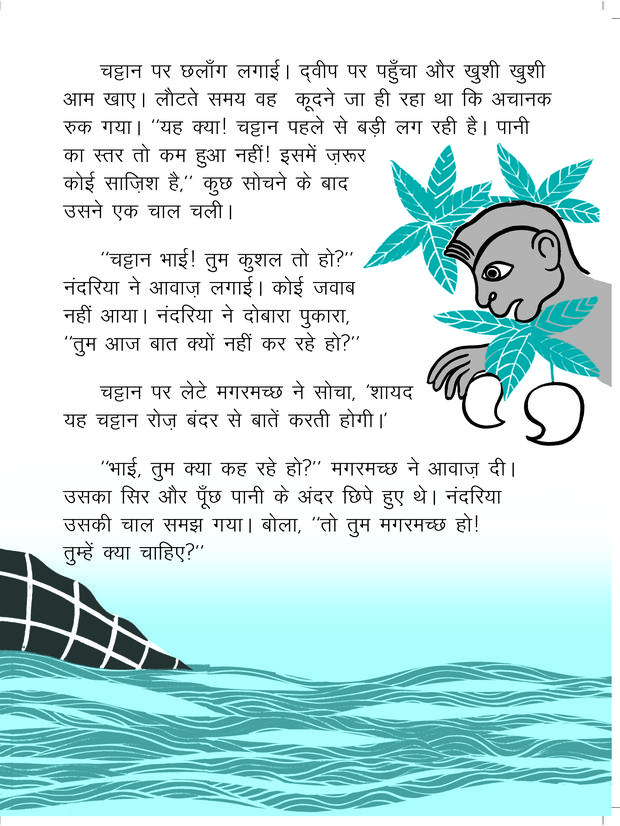 चट्टान पर छलाँग लगाई। द्वीप पर पहुँचा और खुशी खुशी
आम खाए। लौटते समय वह कूदने जा ही रहा था कि अचानक
रुक गया। "यह क्या! चट्टान पहले से बड़ी लग रही है। पानी
का स्तर तो कम हुआ नहीं! इसमें ज़रूर
कोई साज़िश है," कुछ सोचने के बाद
उसने एक चाल चली।
"चट्टान भाई! तुम कुशल तो हो?"
नंदरिया ने आवाज़ लगाई। कोई जवाब
नहीं आया। नंदरिया ने दोबारा पुकारा,
"तुम आज बात क्यों नहीं कर रहे हो?"
चट्टान पर लेटे मगरमच्छ ने सोचा, 'शायद
यह चट्टान रोज़ बंदर से बातें करती होगी।'
"भाई, तुम क्या कह रहे हो?" मगरमच्छ ने आवाज़ दी।
उसका सिर और पूँछ पानी के अंदर छिपे हुए थे। नंदरिया
उसकी चाल समझ गया। बोला, "तो तुम मगरमच्छ हो!
तुम्हें क्या चाहिए?"